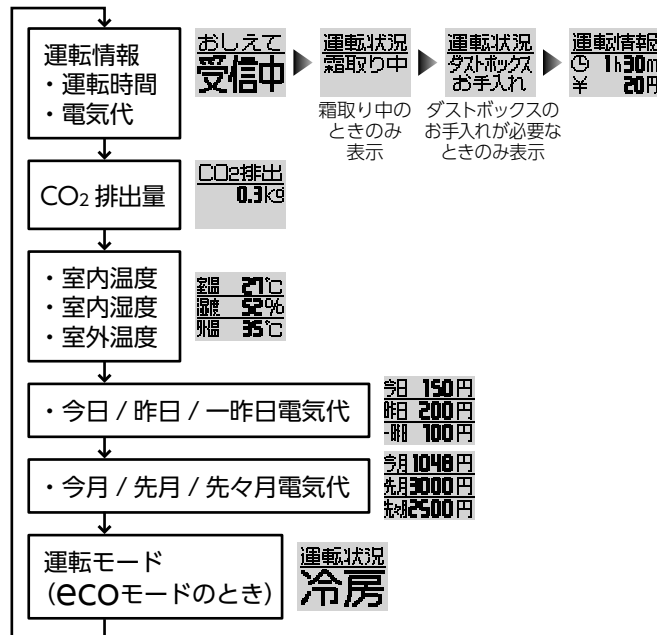 運転情報
・運転時間
・電気代
おしえて
受信中
運転状況
霜取り中
霜取り中の
ときのみ
表示
運転状況
ダストボックス
お手入れ
ダストボックスの
お手入れが必要な
ときのみ表示
運転情報
1h30m
¥ 20円
CO2 排出量
CO2排出
0.3kg
・室内温度
・室内湿度
・室外温度
室温 27℃
湿度 52%
外温 35℃
・今日 / 昨日 / 一昨日電気代
今日 150円
昨日 200円
一昨日 100円
・今月 / 先月 / 先々月電気代
今月1048円
先月3000円
先々月2500円
運転モード
(ecoモードのとき)
運転状況
冷房